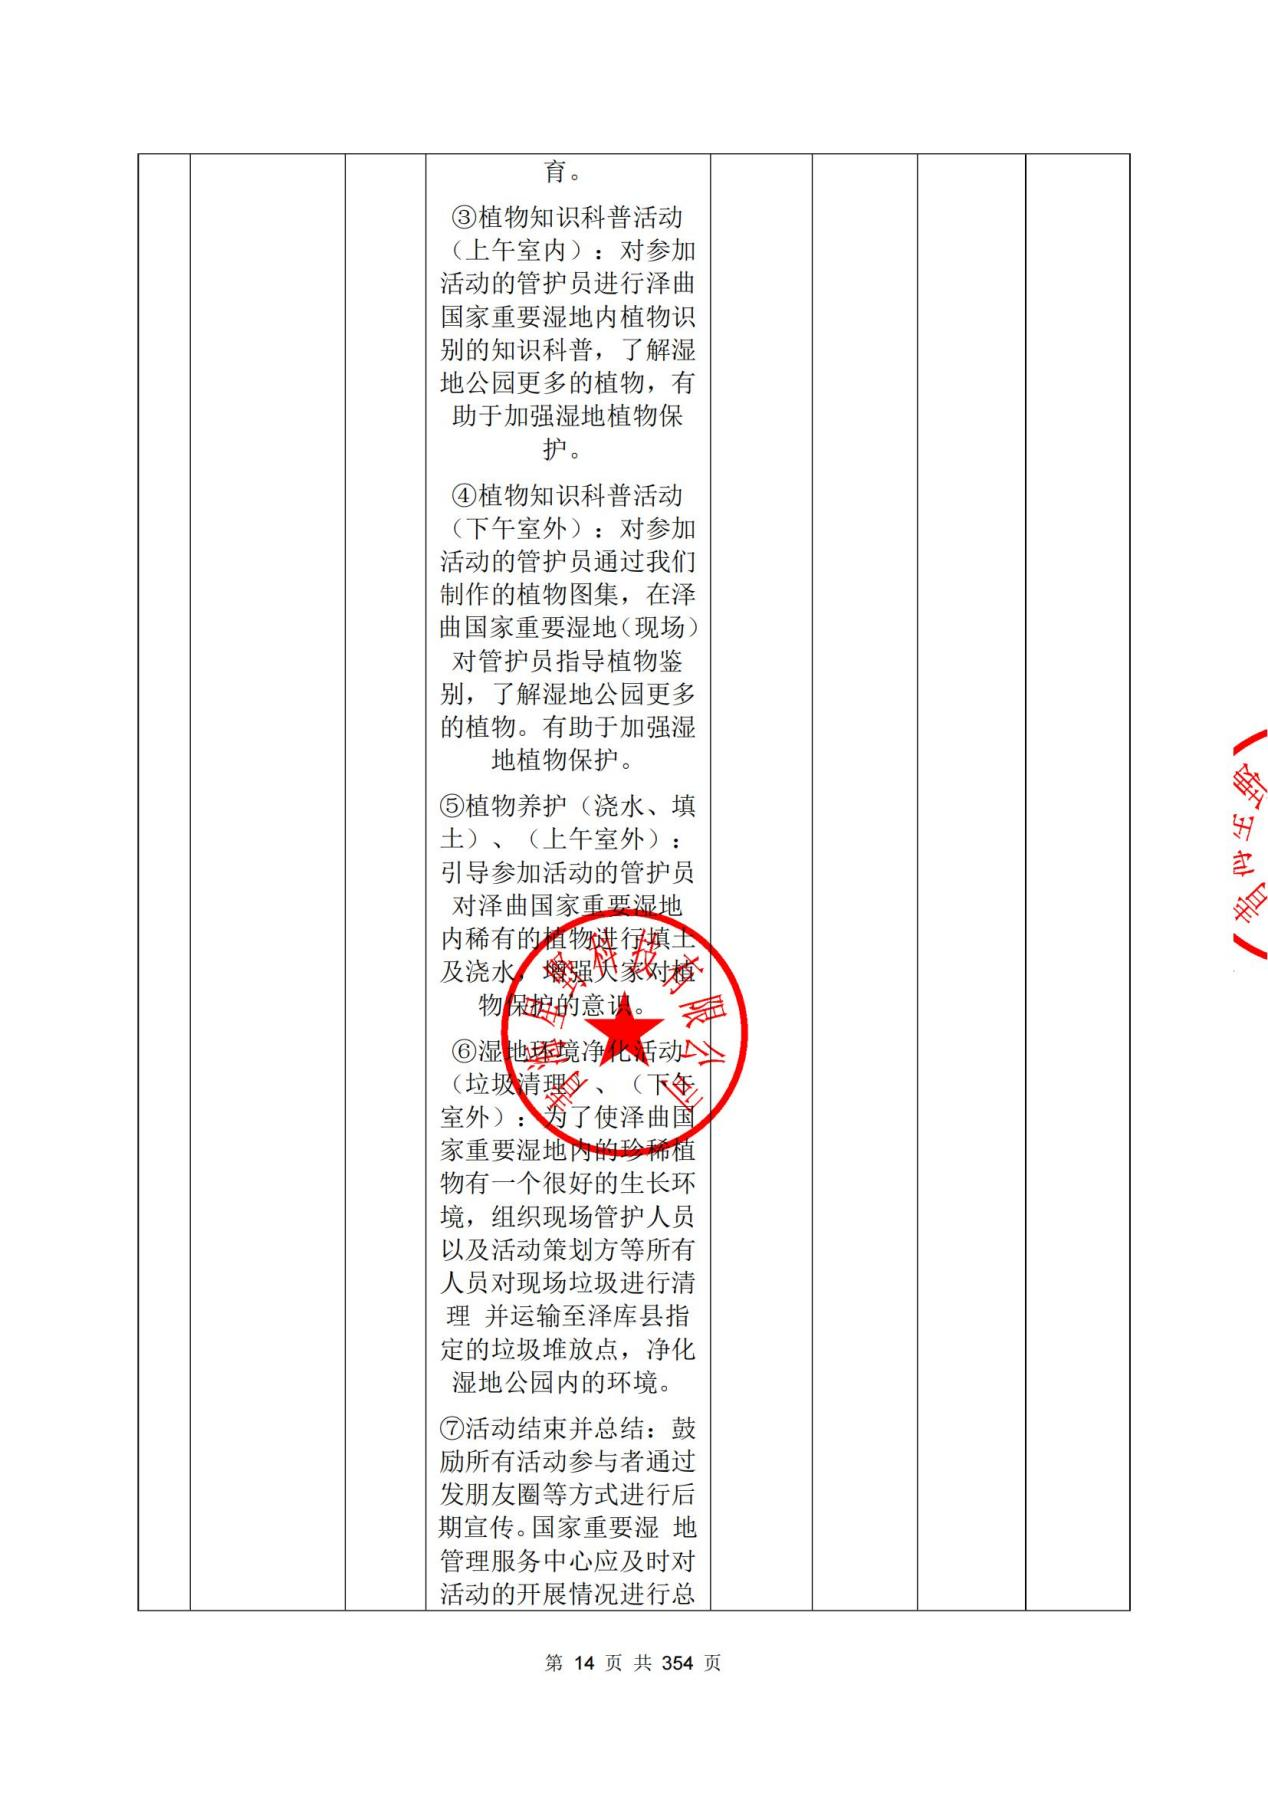 育。
③植物知识科普活动
（上午室内）：对参加
活动的管护员进行泽曲
国家重要湿地内植物识
别的知识科普，了解湿
地公园更多的植物，有
助于加强湿地植物保
护。
④植物知识科普活动
（下午室外）：对参加
活动的管护员通过我们
制作的植物图集，在泽
曲国家重要湿地（现场）
对管护员指导植物鉴
别，了解湿地公园更多
的植物。有助于加强湿
地植物保护。
⑤植物养护（浇水、填
土）、（上午室外）：
引导参加活动的管护员
对泽曲国家重要湿地
内稀有的植物进行填土
及浇水，增强大家对植
物保护的意识。
⑥湿地环境净化活动
（垃圾清理）、（下午
室外）：为了使泽曲国
家重要湿地内的珍稀植
物有一个很好的生长环
境，组织现场管护人员
以及活动策划方等所有
人员对现场垃圾进行清
理 并运输至泽库县指
定的垃圾堆放点，净化
湿地公园内的环境。
⑦活动结束并总结：鼓
励所有活动参与者通过
发朋友圈等方式进行后
期宣传。国家重要湿 地
管理服务中心应及时对
活动的开展情况进行总
科技有限公司
第 14 页 共 354 页